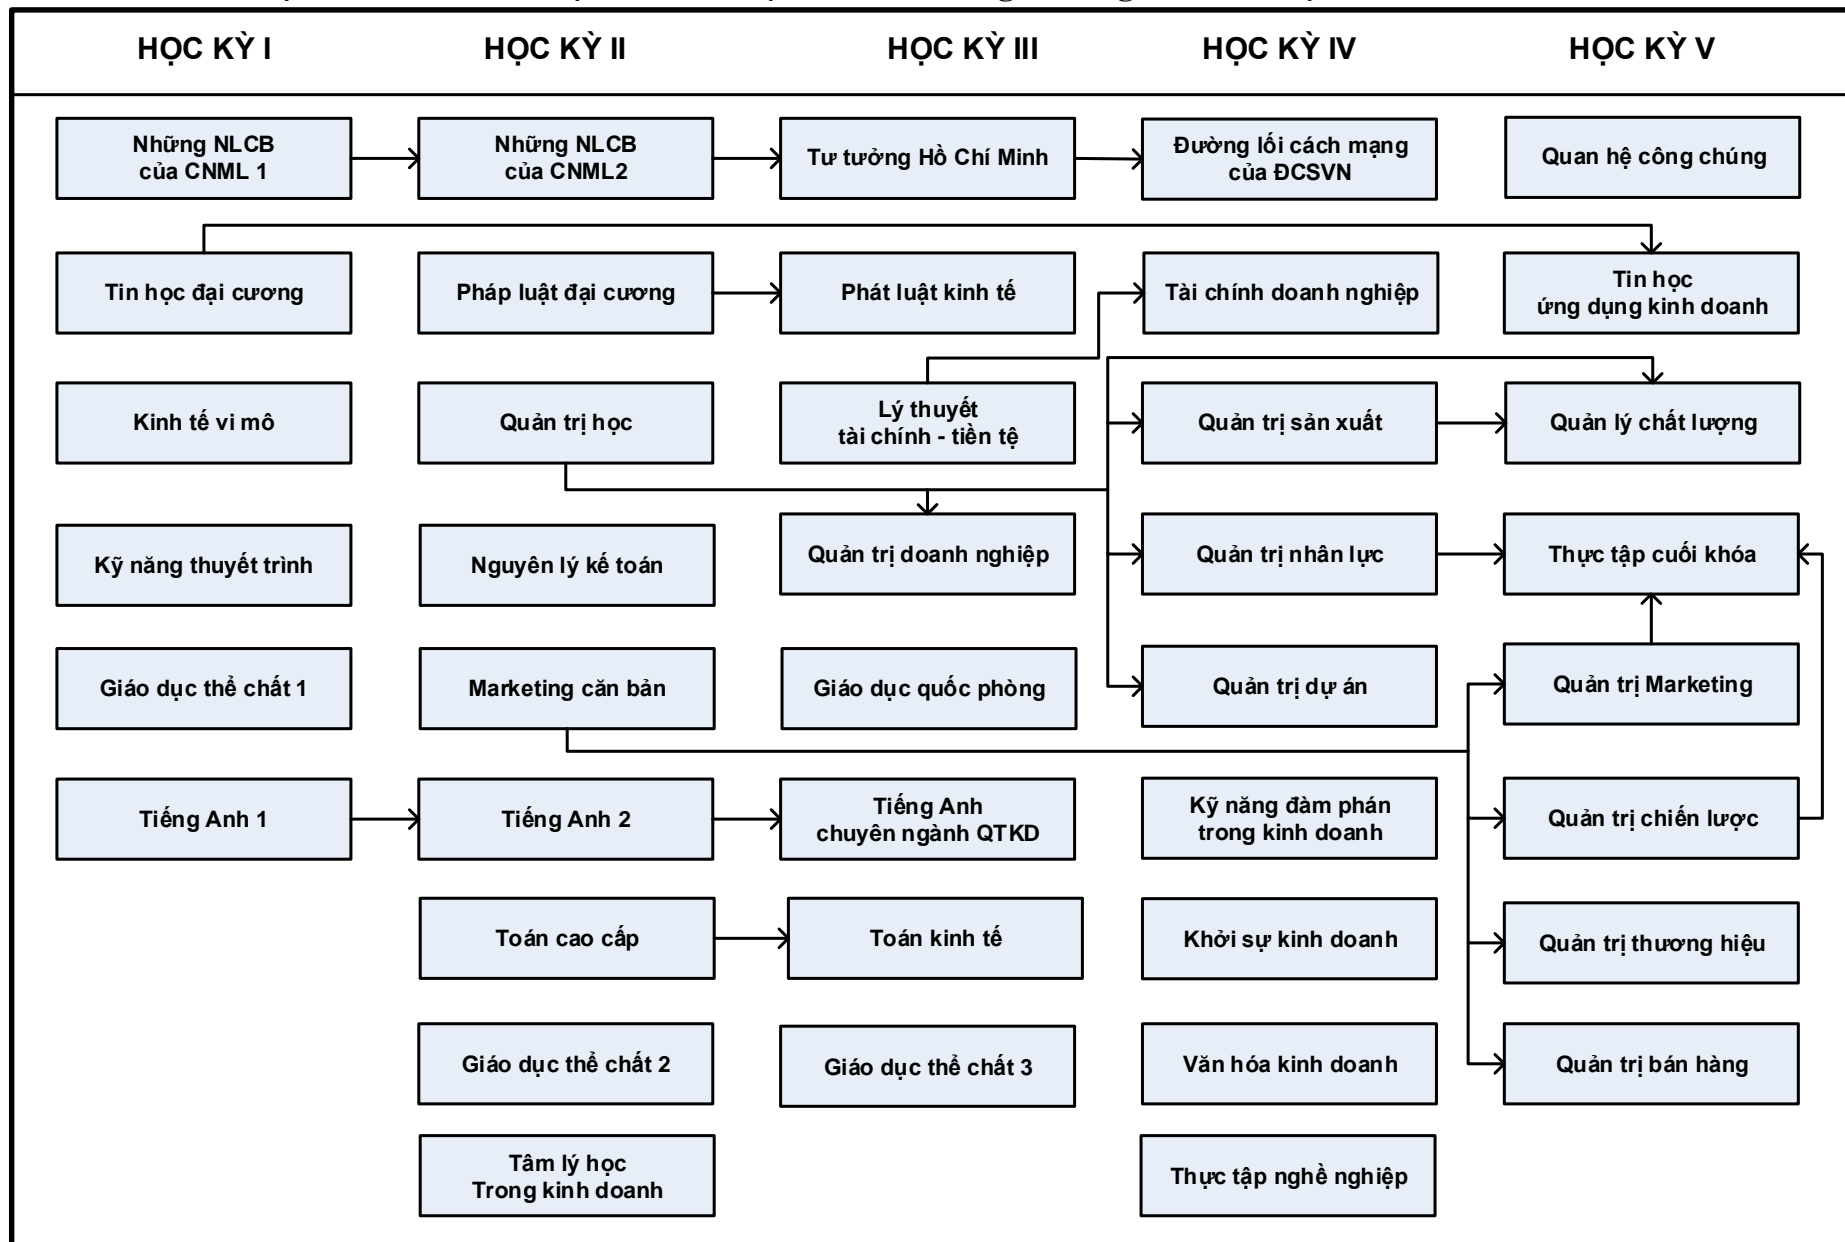 HỌC KỲ I
HỌC KỲ II
HỌC KỲ III
HỌC KỲ IV
HỌC KỲ V
Những NLCB
của CNML 1
Những NLCB
của CNML2
Tư tưởng Hồ Chí Minh
Đường lối cách mạng
của ĐCSVN
Quan hệ công chúng
Tin học đại cương
Pháp luật đại cương
Phát luật kinh tế
Tài chính doanh nghiệp
Tin học
ứng dụng kinh doanh
Kinh tế vi mô
Quản trị học
Lý thuyết
tài chính - tiền tệ
Quản trị sản xuất
Quản lý chất lượng
Kỹ năng thuyết trình
Nguyên lý kế toán
Quản trị doanh nghiệp
Quản trị nhân lực
Thực tập cuối khóa
Giáo dục thể chất 1
Marketing căn bản
Giáo dục quốc phòng
Quản trị dự án
Quản trị Marketing
Tiếng Anh 1
Tiếng Anh 2
Tiếng Anh
chuyên ngành QTKD
Kỹ năng đàm phán
trong kinh doanh
Quản trị chiến lược
Toán cao cấp
Toán kinh tế
Khởi sự kinh doanh
Quản trị thương hiệu
Giáo dục thể chất 2
Giáo dục thể chất 3
Văn hóa kinh doanh
Quản trị bán hàng
Tâm lý học
Trong kinh doanh
Thực tập nghề nghiệp